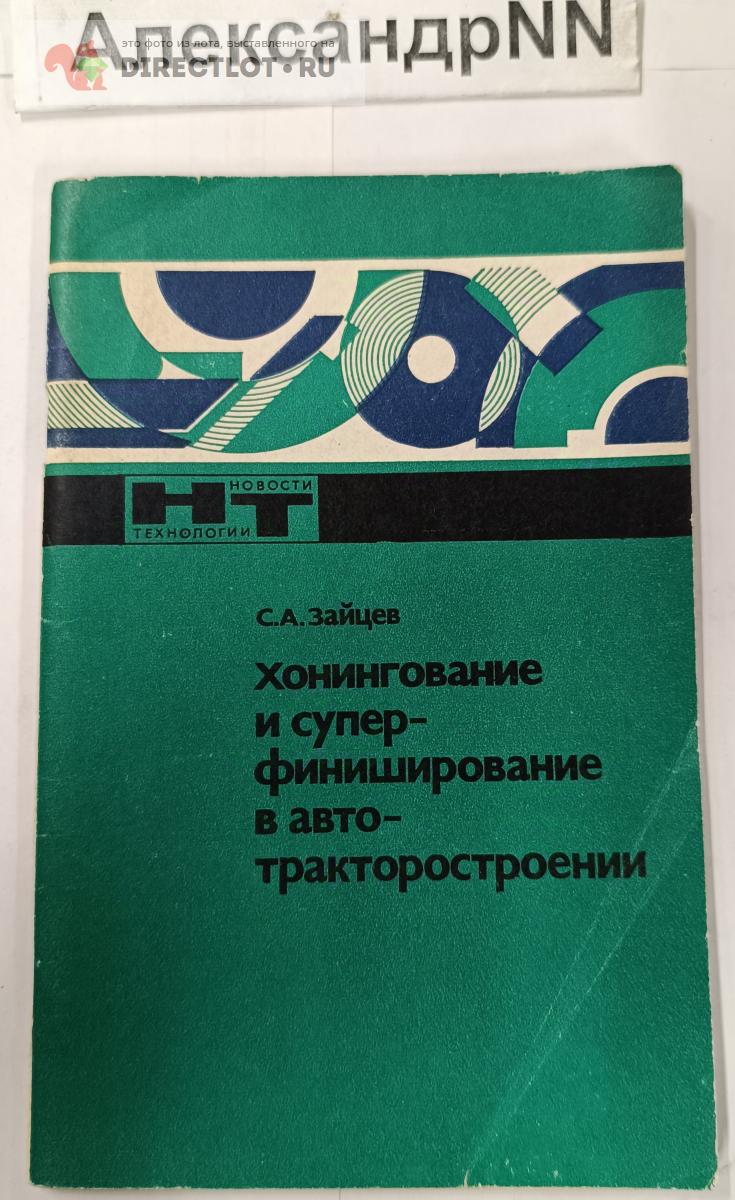 АлександрNN
это фото из лота, выставленного на
DIRECTLOT.RU
НОВОСТИ
НТ
ТЕХНОЛОГИИ
С.А.Зайцев
Хонингование
и супер-
финиширование
в авто-
тракторостроении